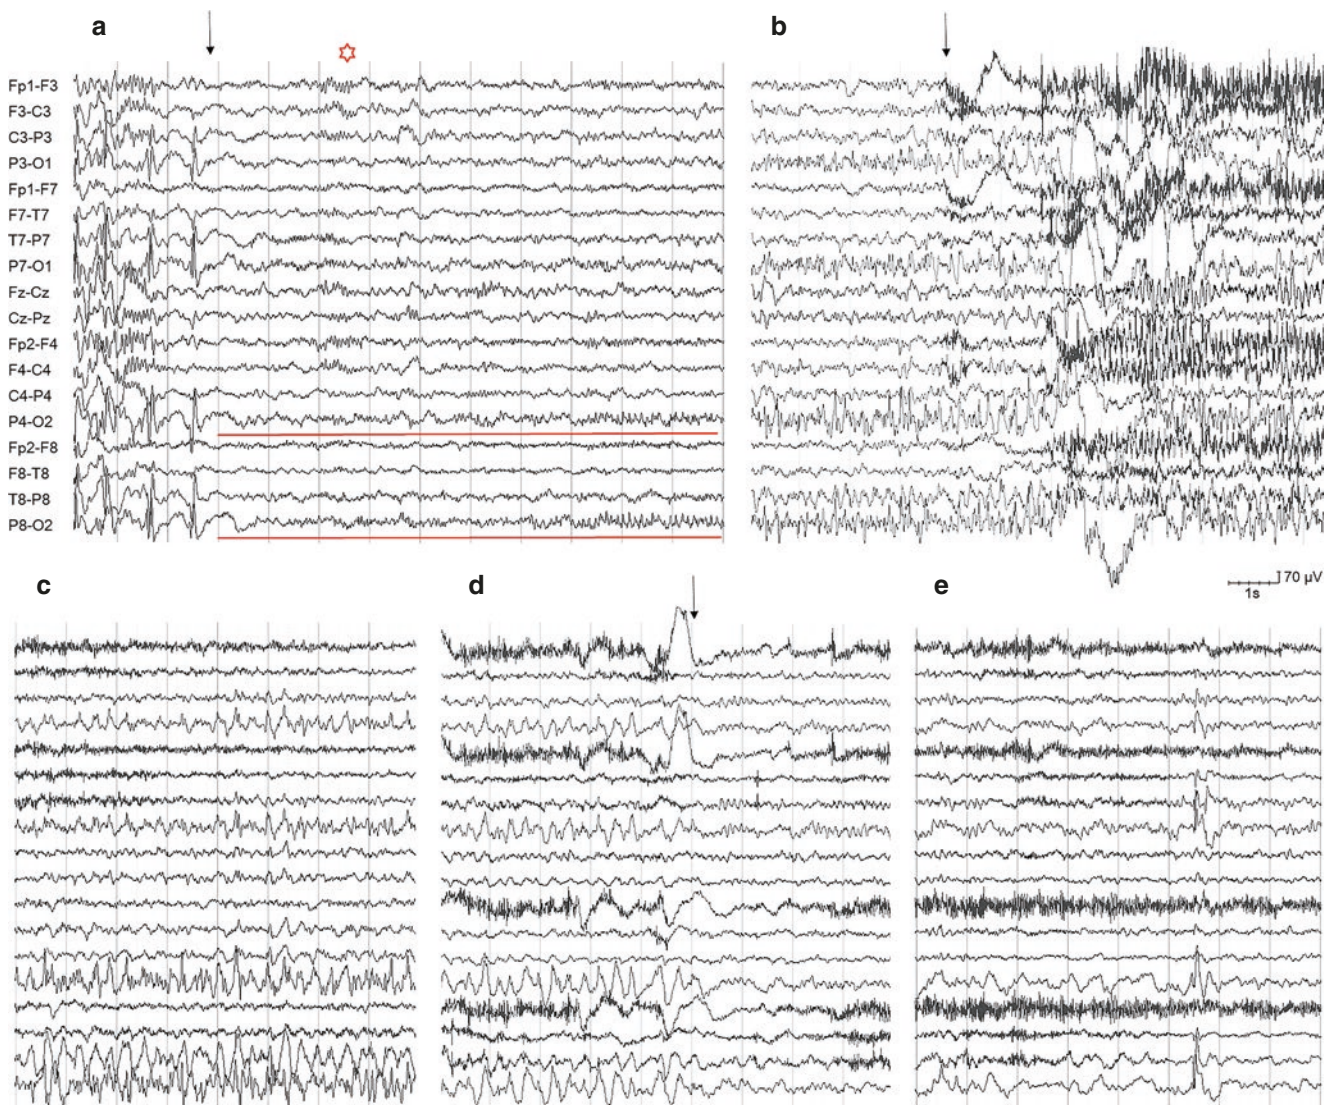 a
b
Fp1-F3
F3-C3
C3-P3
P3-O1
Fp1-F7
F7-T7
T7-P7
P7-O1
Fz-Cz
Cz-Pz
Fp2-F4
F4-C4
C4-P4
P4-O2
Fp2-F8
F8-T8
T8-P8
P8-O2
70 µV
1s
c
d
e